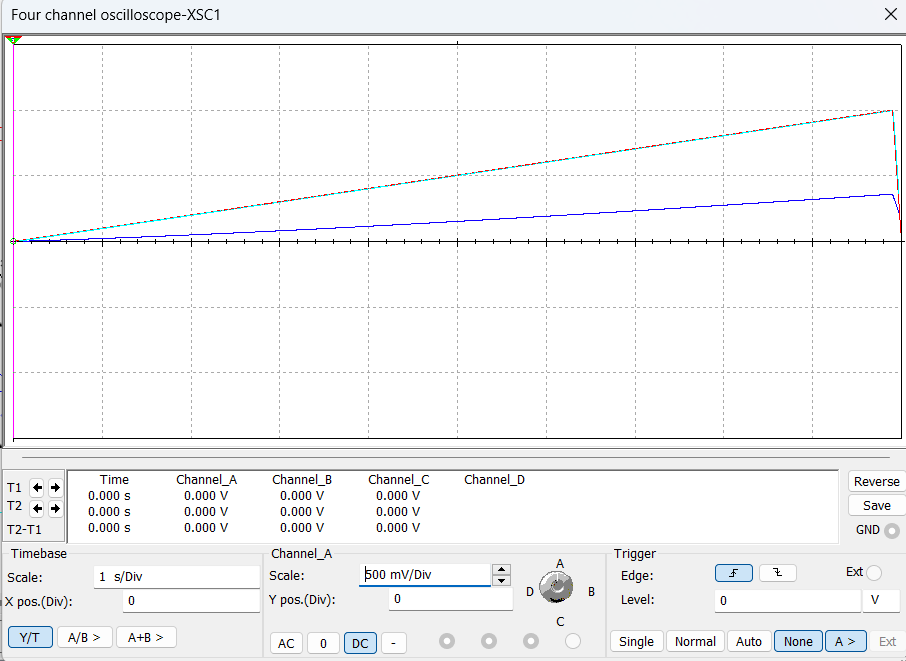 Four channel oscilloscope-XSC1
Time Channel_A Channel_B Channel_C Channel_D
T1 0.000 s 0.000 V 0.000 V 0.000 V
T2 0.000 s 0.000 V 0.000 V 0.000 V
T2-T1 0.000 s 0.000 V 0.000 V 0.000 V
Reverse
Save
GND
Timebase
Scale: 1 s/Div
X pos.(Div): 0
Y/T A/B > A+B >
Channel_A
Scale: 500 mV/Div
Y pos.(Div): 0
AC 0 DC -
A
D B
C
Trigger
Edge: Ext
Level: 0 V
Single Normal Auto None A > Ext